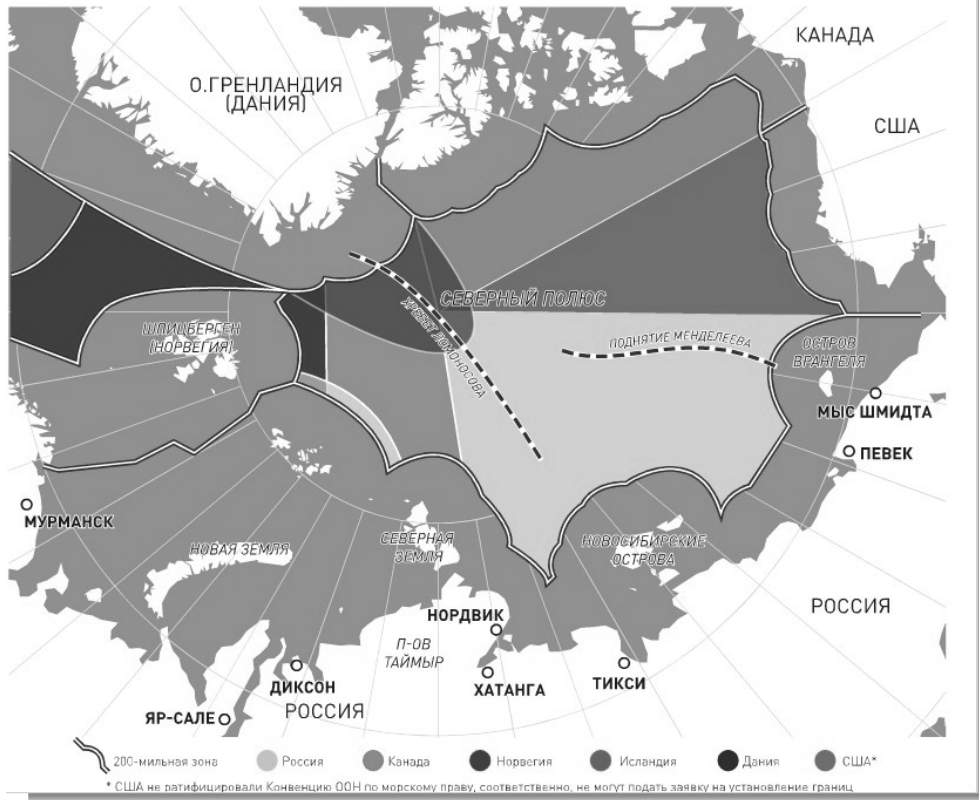 КАНАДА
О.ГРЕНЛАНДИЯ
(ДАНИЯ)
США
СЕВЕРНЫЙ ПОЛЮС
ХРЕБЕТ ЛОМОНОСОВА
ПОДНЯТИЕ МЕНДЕЛЕЕВА
ШПИЦБЕРГЕН
(НОРВЕГИЯ)
ОСТРОВ
ВРАНГЕЛЯ
МЫС ШМИДТА
ПЕВЕК
МУРМАНСК
НОВАЯ ЗЕМЛЯ
СЕВЕРНАЯ
ЗЕМЛЯ
НОВОСИБИРСКИЕ
ОСТРОВА
РОССИЯ
НОРДВИК
П-ОВ
ТАЙМЫР
ДИКСОН
ХАТАНГА
ТИКСИ
ЯР-САЛЕ
РОССИЯ
200-мильная зона Россия Канада Норвегия Исландия Дания США*
* США не ратифицировали Конвенцию ООН по морскому праву, соответственно, не могут подать заявку на установление границ